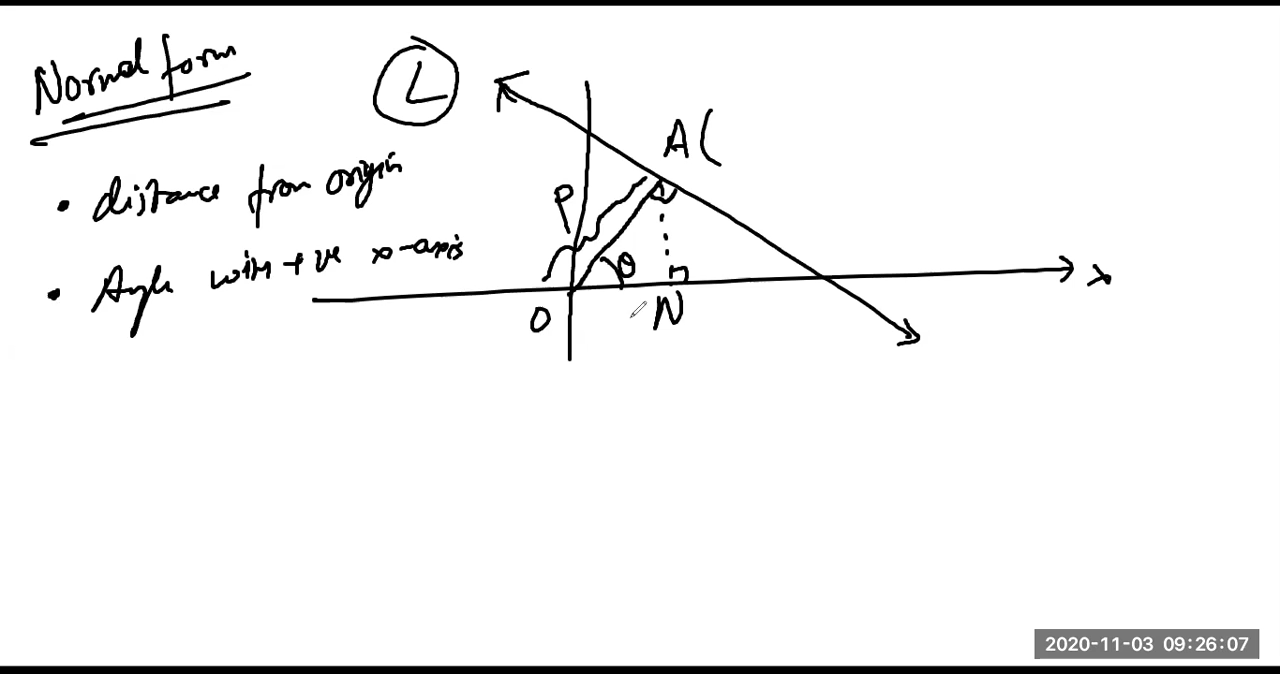 Normal form
L
A(
• distance from origin
P
• Angle with +ve x-axis
θ
x
O
N
2020-11-03 09:26:07